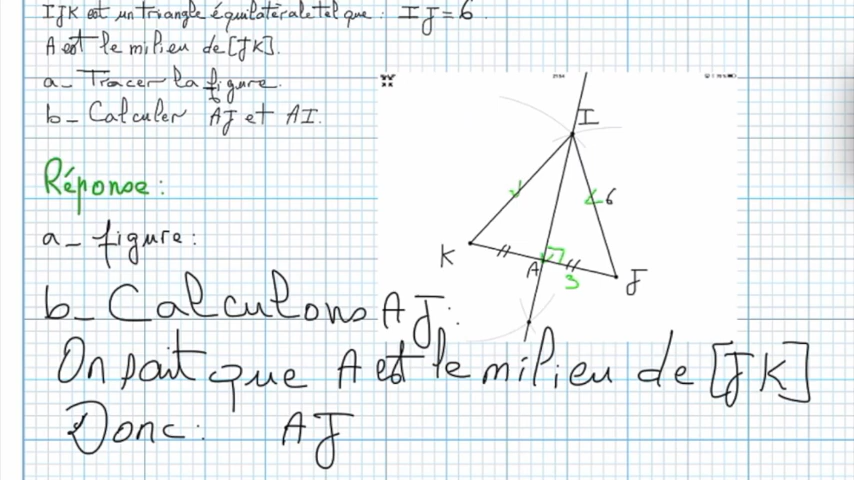 IJK est un triangle équilatérale tel que : IJ = 6.
A est le milieu de [JK].
a- Tracer la figure.
b- Calculer AJ et AI.
Réponse :
a- figure :
I
6
K
A
3
J
b- Calculons AJ :
On sait que A est le milieu de [JK]
Donc : AJ